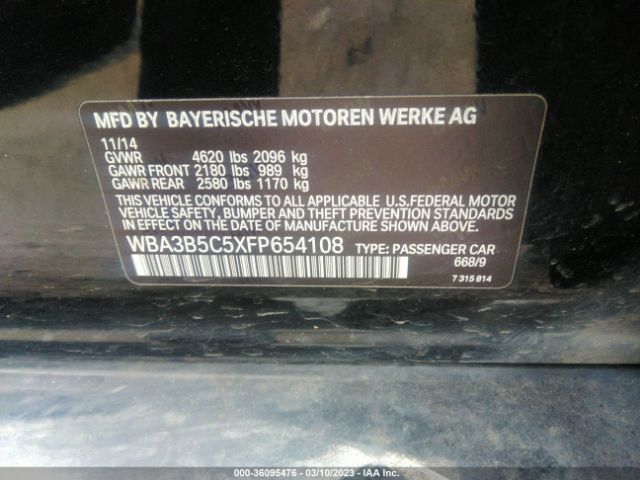 MFD BY BAYERISCHE MOTOREN WERKE AG
11/14
GVWR 4620 lbs 2096 kg
GAWR FRONT 2180 lbs 989 kg
GAWR REAR 2580 lbs 1170 kg
THIS VEHICLE CONFORMS TO ALL APPLICABLE U.S.FEDERAL MOTOR
VEHICLE SAFETY, BUMPER AND THEFT PREVENTION STANDARDS
IN EFFECT ON THE DATE OF MANUFACTURE SHOWN ABOVE.
WBA3B5C5XFP654108 TYPE: PASSENGER CAR
668/9
7 315 814
000-36095476 - 03/10/2023 - IAA Inc.